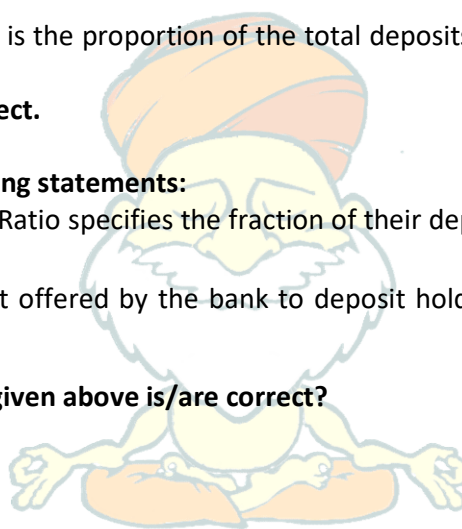 is the proportion of the total deposits
ect.
ng statements:
Ratio specifies the fraction of their dep
t offered by the bank to deposit hold
given above is/are correct?